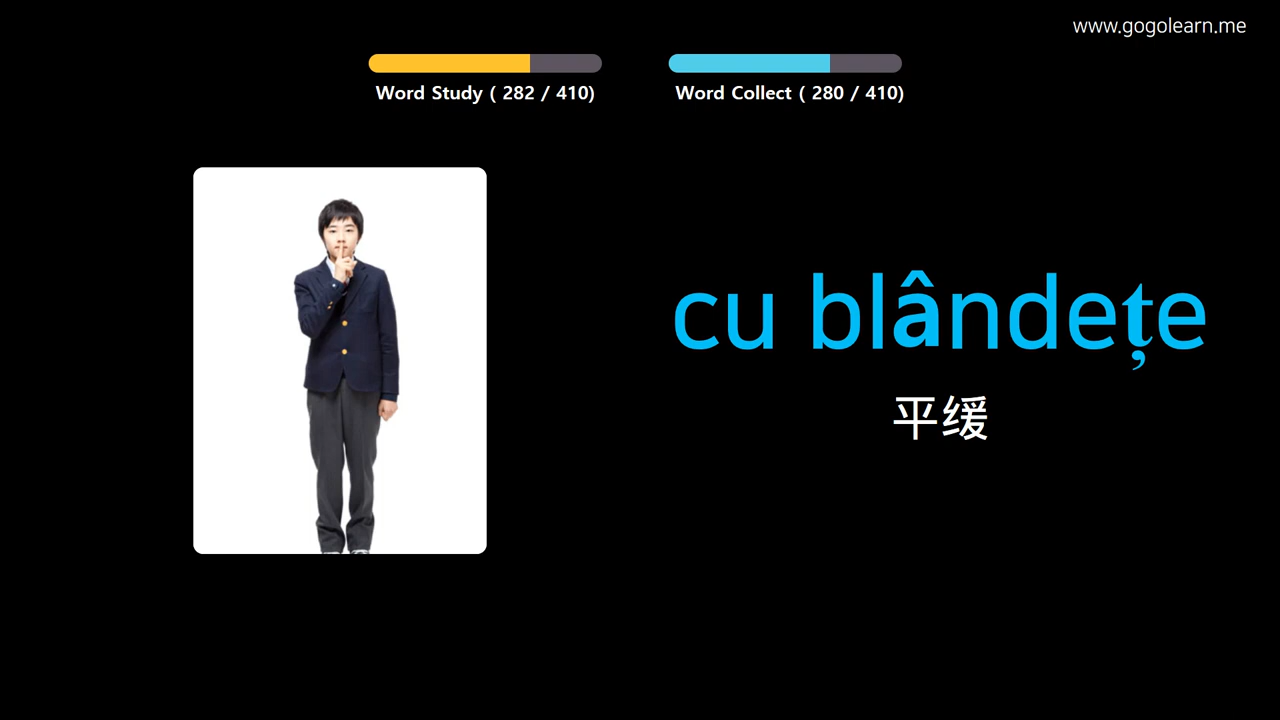 www.gogolearn.me
Word Study ( 282 / 410)
Word Collect ( 280 / 410)
cu blândețe
平缓